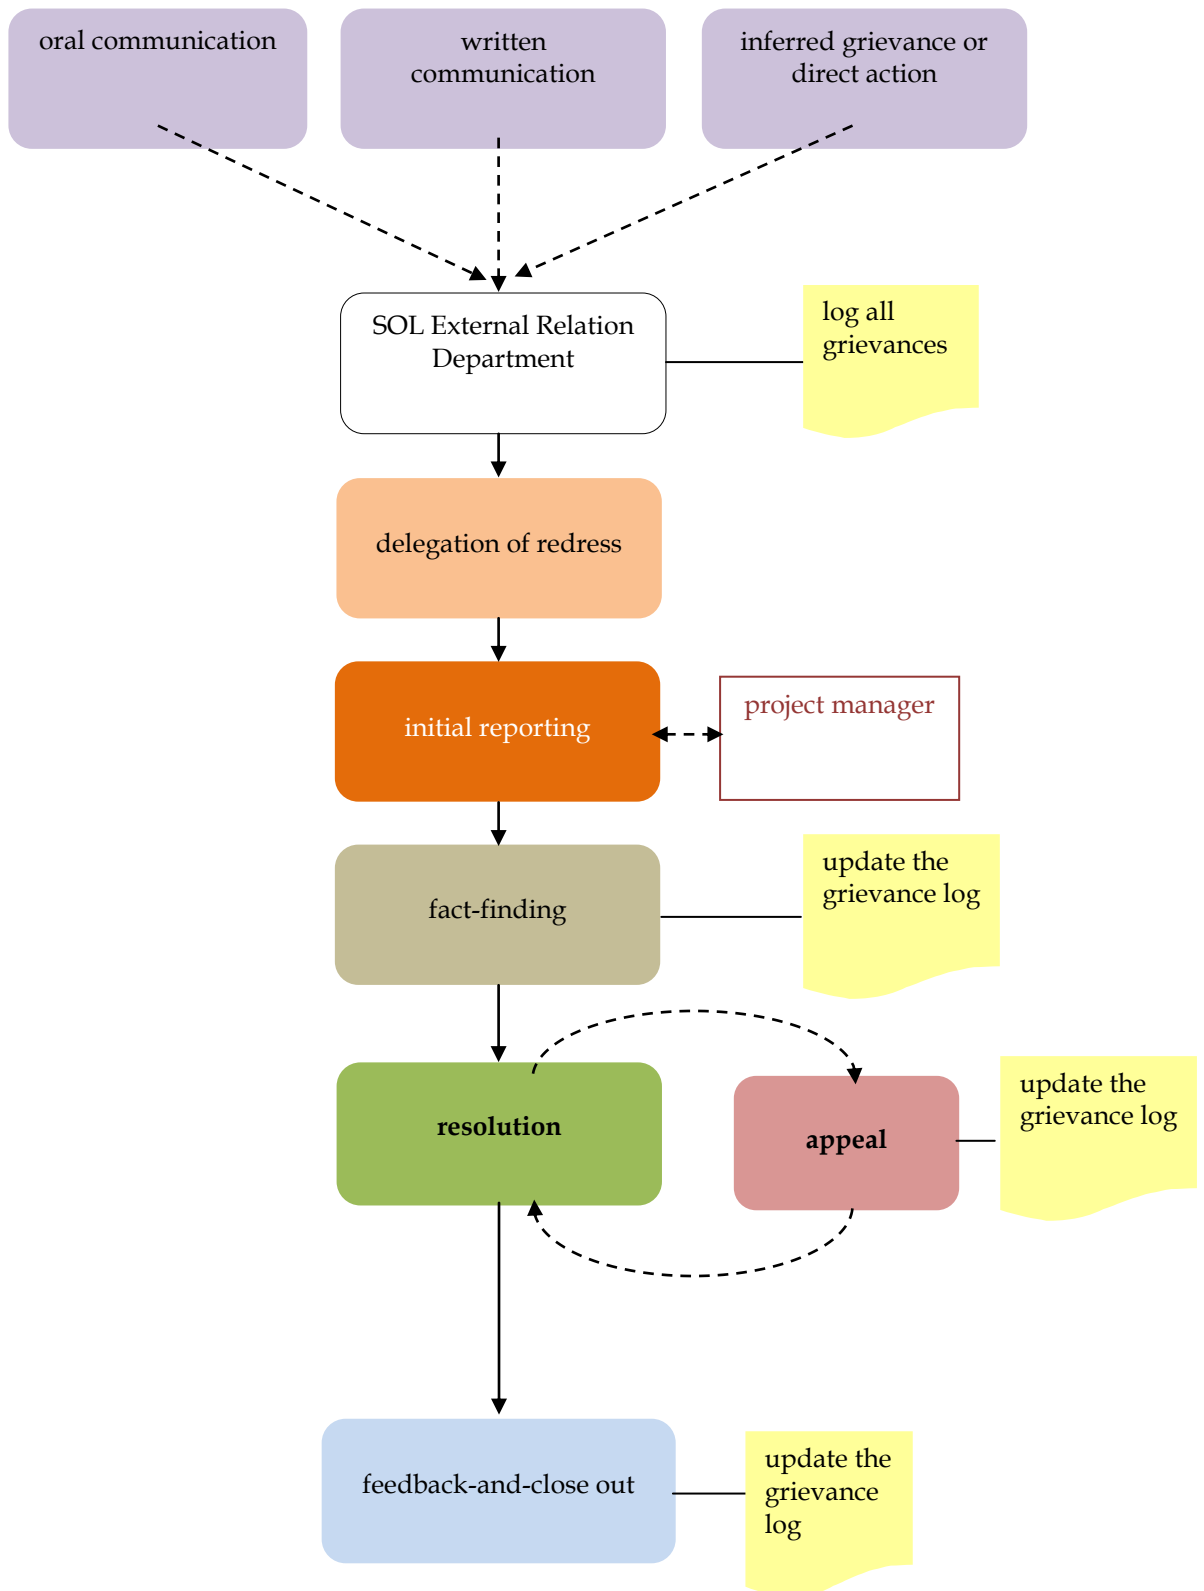 oral communication
written
communication
inferred grievance or
direct action
SOL External Relation
Department
log all
grievances
delegation of redress
initial reporting
project manager
fact-finding
update the
grievance log
resolution
appeal
update the
grievance log
feedback-and-close out
update the
grievance
log